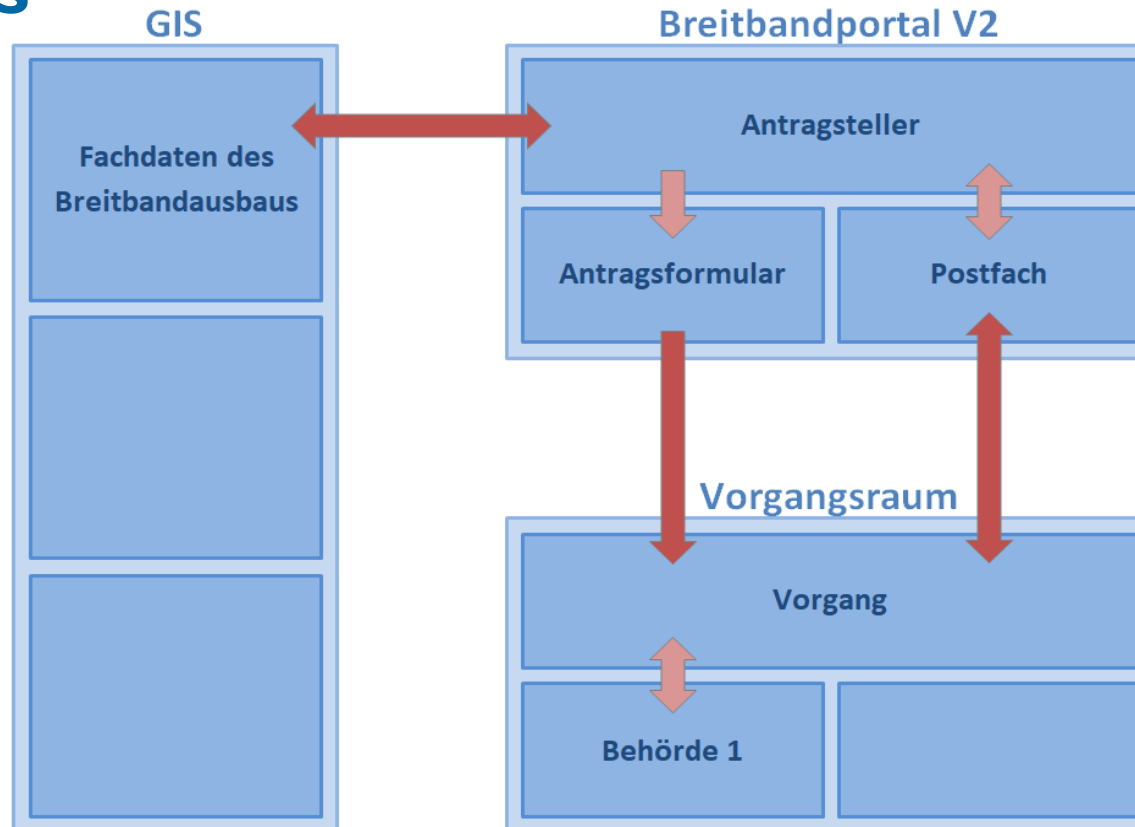 GIS
Breitbandportal V2
Fachdaten des
Breitbandausbaus
Antragsteller
Antragsformular
Postfach
Vorgangsraum
Vorgang
Behörde 1